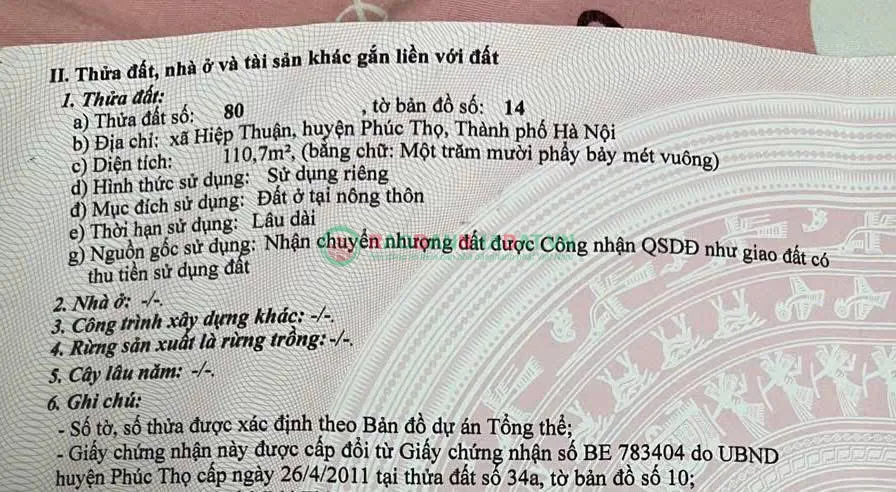 II. Thửa đất, nhà ở và tài sản khác gắn liền với đất
1. Thửa đất:
a) Thửa đất số: 80 , tờ bản đồ số: 14
b) Địa chỉ: xã Hiệp Thuận, huyện Phúc Thọ, Thành phố Hà Nội
c) Diện tích: 110,7m², (bằng chữ: Một trăm mười phẩy bảy mét vuông)
d) Hình thức sử dụng: Sử dụng riêng
đ) Mục đích sử dụng: Đất ở tại nông thôn
e) Thời hạn sử dụng: Lâu dài
g) Nguồn gốc sử dụng: Nhận chuyển nhượng đất được Công nhận QSDĐ như giao đất có
thu tiền sử dụng đất
2. Nhà ở: -/-.
3. Công trình xây dựng khác: -/-.
4. Rừng sản xuất là rừng trồng: -/-.
5. Cây lâu năm: -/-.
6. Ghi chú:
- Số tờ, số thửa được xác định theo Bản đồ dự án Tổng thể;
- Giấy chứng nhận này được cấp đổi từ Giấy chứng nhận số BE 783404 do UBND
huyện Phúc Thọ cấp ngày 26/4/2011 tại thửa đất số 34a, tờ bản đồ số 10;